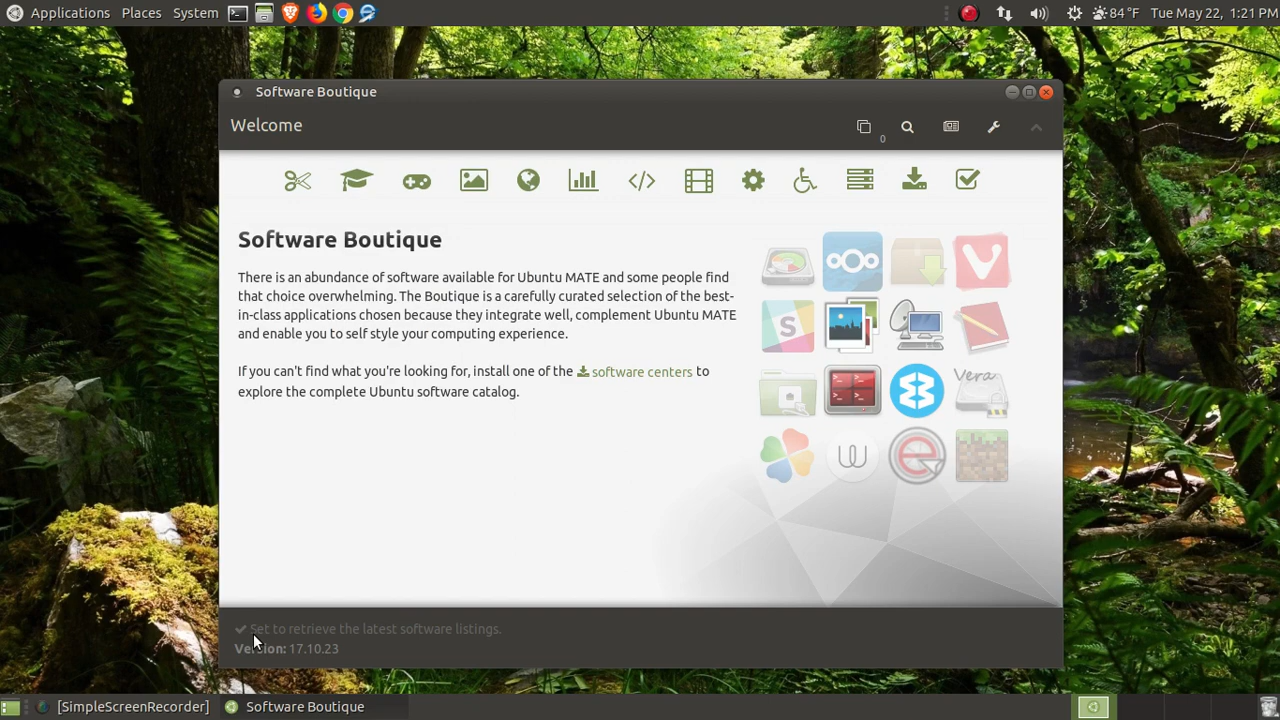 Applications Places System 84 °F Tue May 22, 1:21 PM
Software Boutique
Welcome
0
Software Boutique
There is an abundance of software available for Ubuntu MATE and some people find
that choice overwhelming. The Boutique is a carefully curated selection of the best-
in-class applications chosen because they integrate well, complement Ubuntu MATE
and enable you to self style your computing experience.
If you can't find what you're looking for, install one of the software centers to
explore the complete Ubuntu software catalog.
S
Vera
W
e
Set to retrieve the latest software listings.
Version: 17.10.23
[SimpleScreenRecorder] Software Boutique